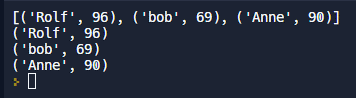 [('Rolf', 96), ('bob', 69), ('Anne', 90)]
('Rolf', 96)
('bob', 69)
('Anne', 90)
>